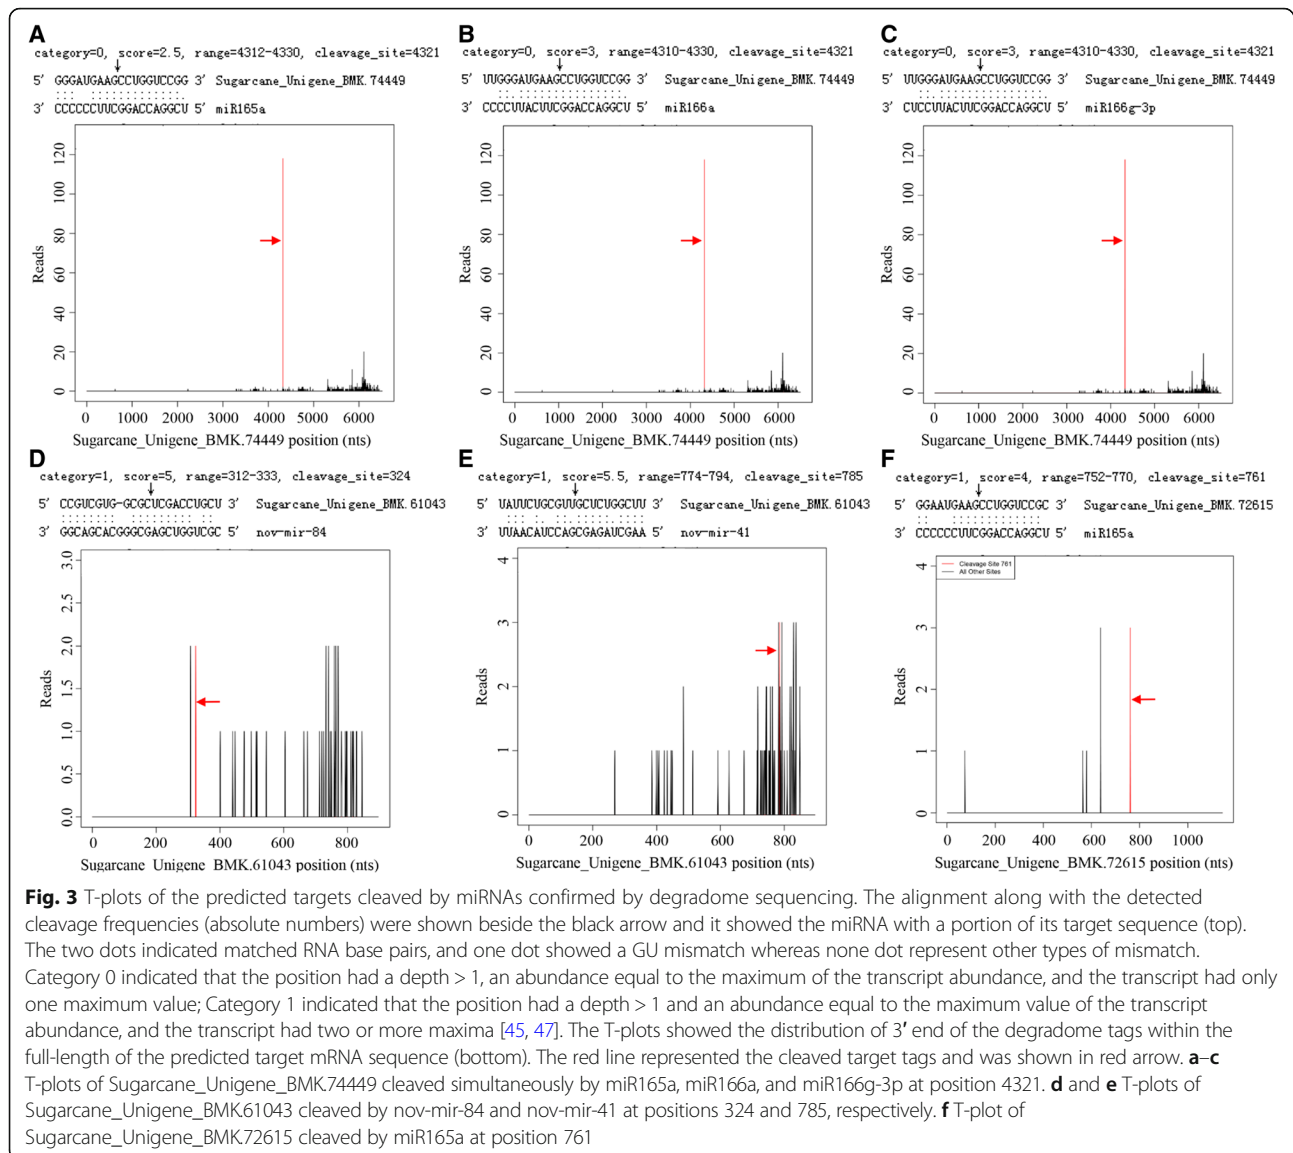 A
category=0, score=2.5, range=4312-4330, cleavage_site=4321
5′ GGGAUGAAGCCUGGUCCGG 3′ Sugarcane_Unigene_BMK.74449
3′ CCCCCCUUCGGACCAGGCU 5′ miR165a
Reads
0 20 40 60 80 100 120
0 1000 2000 3000 4000 5000 6000
Sugarcane_Unigene_BMK.74449 position (nts)
B
category=0, score=3, range=4310-4330, cleavage_site=4321
5′ UUGGGAUGAAGCCUGGUCCGG 3′ Sugarcane_Unigene_BMK.74449
3′ CCCCUUACUUCGGACCAGGCU 5′ miR166a
Reads
0 20 40 60 80 100 120
0 1000 2000 3000 4000 5000 6000
Sugarcane_Unigene_BMK.74449 position (nts)
C
category=0, score=3, range=4310-4330, cleavage_site=4321
5′ UUGGGAUGAAGCCUGGUCCGG 3′ Sugarcane_Unigene_BMK.74449
3′ CUCCUUACUUCGGACCAGGCU 5′ miR166g-3p
Reads
0 20 40 60 80 100 120
0 1000 2000 3000 4000 5000 6000
Sugarcane_Unigene_BMK.74449 position (nts)
D
category=1, score=5, range=312-333, cleavage_site=324
5′ CCGUCGUG-GCGCUCGACCUGCU 3′ Sugarcane_Unigene_BMK.61043
3′ GGCAGCACGGGCGAGCUGGUCGC 5′ nov-mir-84
Reads
0.0 0.5 1.0 1.5 2.0 2.5 3.0
0 200 400 600 800
Sugarcane_Unigene_BMK.61043 position (nts)
E
category=1, score=5.5, range=774-794, cleavage_site=785
5′ UAUUCUGCGUUGCUCUGGCUU 3′ Sugarcane_Unigene_BMK.61043
3′ UUAACAUCCAGCGAGAUCGAA 5′ nov-mir-41
Reads
0 1 2 3 4
0 200 400 600 800
Sugarcane_Unigene_BMK.61043 position (nts)
F
category=1, score=4, range=752-770, cleavage_site=761
5′ GGAAUGAAGCCUGGUCCGC 3′ Sugarcane_Unigene_BMK.72615
3′ CCCCCCUUCGGACCAGGCU 5′ miR165a
Cleavage Site 761
All Other Sites
Reads
0 1 2 3 4
0 200 400 600 800 1000
Sugarcane_Unigene_BMK.72615 position (nts)
Fig. 3 T-plots of the predicted targets cleaved by miRNAs confirmed by degradome sequencing. The alignment along with the detected
cleavage frequencies (absolute numbers) were shown beside the black arrow and it showed the miRNA with a portion of its target sequence (top).
The two dots indicated matched RNA base pairs, and one dot showed a GU mismatch whereas none dot represent other types of mismatch.
Category 0 indicated that the position had a depth > 1, an abundance equal to the maximum of the transcript abundance, and the transcript had only
one maximum value; Category 1 indicated that the position had a depth > 1 and an abundance equal to the maximum value of the transcript
abundance, and the transcript had two or more maxima [45, 47]. The T-plots showed the distribution of 3′ end of the degradome tags within the
full-length of the predicted target mRNA sequence (bottom). The red line represented the cleaved target tags and was shown in red arrow. a–c
T-plots of Sugarcane_Unigene_BMK.74449 cleaved simultaneously by miR165a, miR166a, and miR166g-3p at position 4321. d and e T-plots of
Sugarcane_Unigene_BMK.61043 cleaved by nov-mir-84 and nov-mir-41 at positions 324 and 785, respectively. f T-plot of
Sugarcane_Unigene_BMK.72615 cleaved by miR165a at position 761